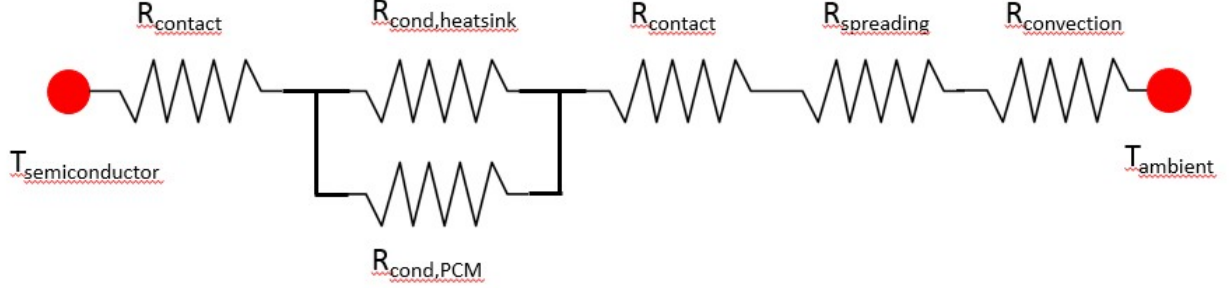 Rcontact
Rcond,heatsink
Rcontact
Rspreading
Rconvection
Tsemiconductor
Tambient
Rcond,PCM